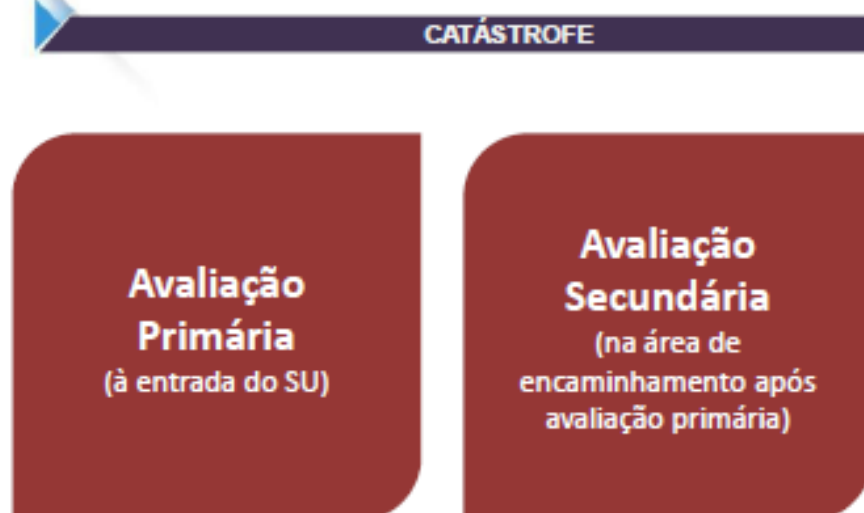 CATÁSTROFE
Avaliação
Primária
(à entrada do SU)
Avaliação
Secundária
(na área de
encaminhamento após
avaliação primária)